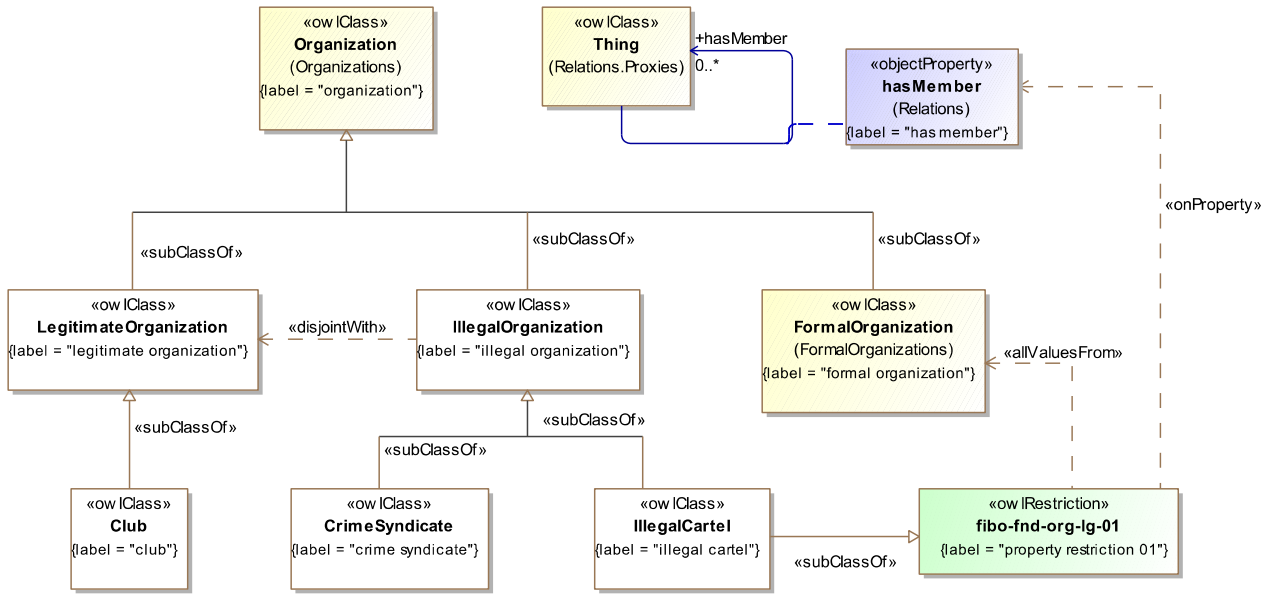 «owlClass»
Organization
(Organizations)
{label = "organization"}
«owlClass»
Thing
(Relations.Proxies)
+hasMember
0..*
«objectProperty»
hasMember
(Relations)
{label = "has member"}
«onProperty»
«subClassOf»
«subClassOf»
«subClassOf»
«owlClass»
LegitimateOrganization
{label = "legitimate organization"}
«disjointWith»
«owlClass»
IllegalOrganization
{label = "illegal organization"}
«owlClass»
FormalOrganization
(FormalOrganizations)
{label = "formal organization"}
«allValuesFrom»
«subClassOf»
«subClassOf»
«subClassOf»
«owlClass»
Club
{label = "club"}
«owlClass»
CrimeSyndicate
{label = "crime syndicate"}
«owlClass»
IllegalCartel
{label = "illegal cartel"}
«subClassOf»
«owlRestriction»
fibo-fnd-org-lg-01
{label = "property restriction 01"}